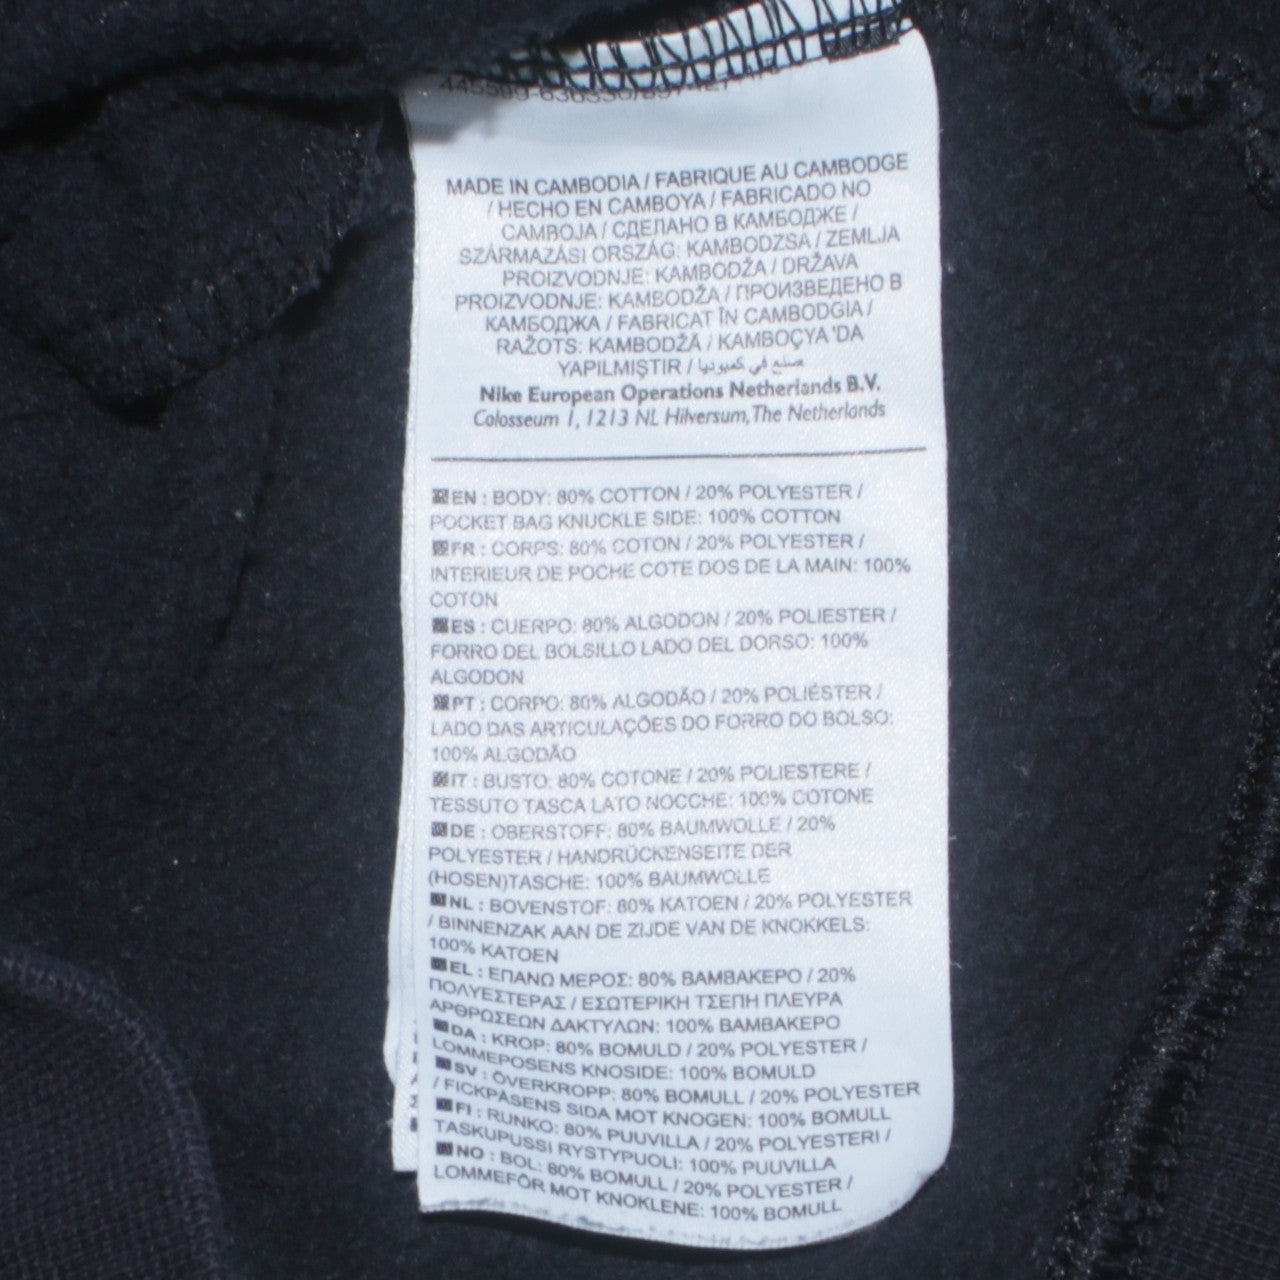 MADE IN CAMBODIA / FABRIQUE AU CAMBODGE
/ HECHO EN CAMBOYA / FABRICADO NO
CAMBOJA / СДЕЛАНО В КАМБОДЖЕ /
SZÁRMAZÁSI ORSZÁG: KAMBODZSA / ZEMLJA
PROIZVODNJE: KAMBODŽA / DRŽAVA
PROIZVODNJE: KAMBODŽA / ПРОИЗВЕДЕНО В
КАМБОДЖА / FABRICAT ÎN CAMBODGIA /
RAŽOTS: KAMBODŽĀ / KAMBOÇYA 'DA
YAPILMIŞTIR / صنع في كمبوديا
Nike European Operations Netherlands B.V.
Colosseum 1, 1213 NL Hilversum, The Netherlands
EN : BODY: 80% COTTON / 20% POLYESTER /
POCKET BAG KNUCKLE SIDE: 100% COTTON
FR : CORPS: 80% COTON / 20% POLYESTER /
INTERIEUR DE POCHE COTE DOS DE LA MAIN: 100%
COTON
ES : CUERPO: 80% ALGODON / 20% POLIESTER /
FORRO DEL BOLSILLO LADO DEL DORSO: 100%
ALGODON
PT : CORPO: 80% ALGODÃO / 20% POLIÉSTER /
LADO DAS ARTICULAÇÕES DO FORRO DO BOLSO:
100% ALGODÃO
IT : BUSTO: 80% COTONE / 20% POLIESTERE /
TESSUTO TASCA LATO NOCCHE: 100% COTONE
DE : OBERSTOFF: 80% BAUMWOLLE / 20%
POLYESTER / HANDRÜCKENSEITE DER
(HOSEN)TASCHE: 100% BAUMWOLLE
NL : BOVENSTOF: 80% KATOEN / 20% POLYESTER
/ BINNENZAK AAN DE ZIJDE VAN DE KNOKKELS:
100% KATOEN
EL : ΕΠΑΝΩ ΜΕΡΟΣ: 80% ΒΑΜΒΑΚΕΡΟ / 20%
ΠΟΛΥΕΣΤΕΡΑΣ / ΕΣΩΤΕΡΙΚΗ ΤΣΕΠΗ ΠΛΕΥΡΑ
ΑΡΘΡΩΣΕΩΝ ΔΑΚΤΥΛΩΝ: 100% ΒΑΜΒΑΚΕΡΟ
DA : KROP: 80% BOMULD / 20% POLYESTER /
LOMMEPOSENS KNOSIDE: 100% BOMULD
SV : ÖVERKROPP: 80% BOMULL / 20% POLYESTER
/ FICKPÅSENS SIDA MOT KNOGEN: 100% BOMULL
FI : RUNKO: 80% PUUVILLA / 20% POLYESTERI /
TASKUPUSSI RYSTYPUOLI: 100% PUUVILLA
NO : BOL: 80% BOMULL / 20% POLYESTER /
LOMMEFÔR MOT KNOKLENE: 100% BOMULL